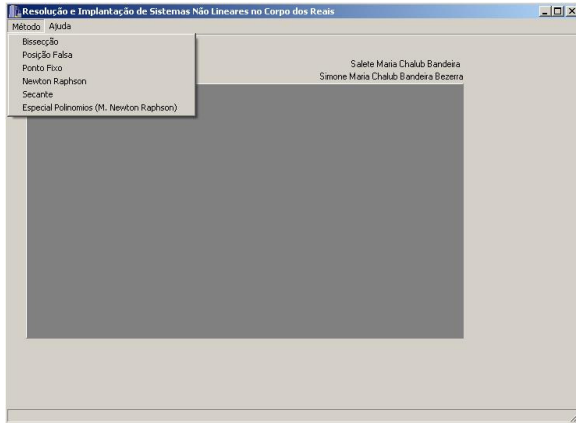 Resolução e Implantação de Sistemas Não Lineares no Corpo dos Reais
Método Ajuda
Bissecção
Posição Falsa
Ponto Fixo
Newton Raphson
Secante
Especial Polinomios (M. Newton Raphson)
Salete Maria Chalub Bandeira
Simone Maria Chalub Bandeira Bezerra